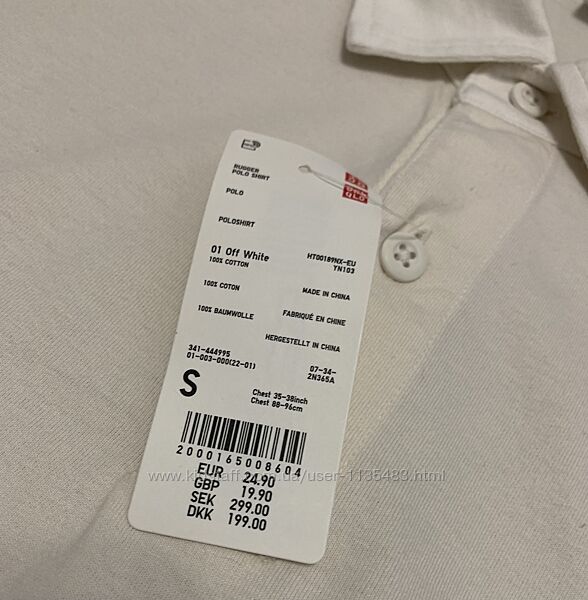 RUGGER
POLO SHIRT
POLO
POLOSHIRT
01 Off White
100% COTTON
HT00189NX-EU
YN103
100% COTON
MADE IN CHINA
100% BAUMWOLLE
FABRIQUÉ EN CHINE
HERGESTELLT IN CHINA
341-444995
01-003-000(22-01)
07-34-
2N365A
S
Chest 35-38inch
Chest 88-96cm
2000165008604
EUR 24.90
GBP 19.90
SEK 299.00
DKK 199.00